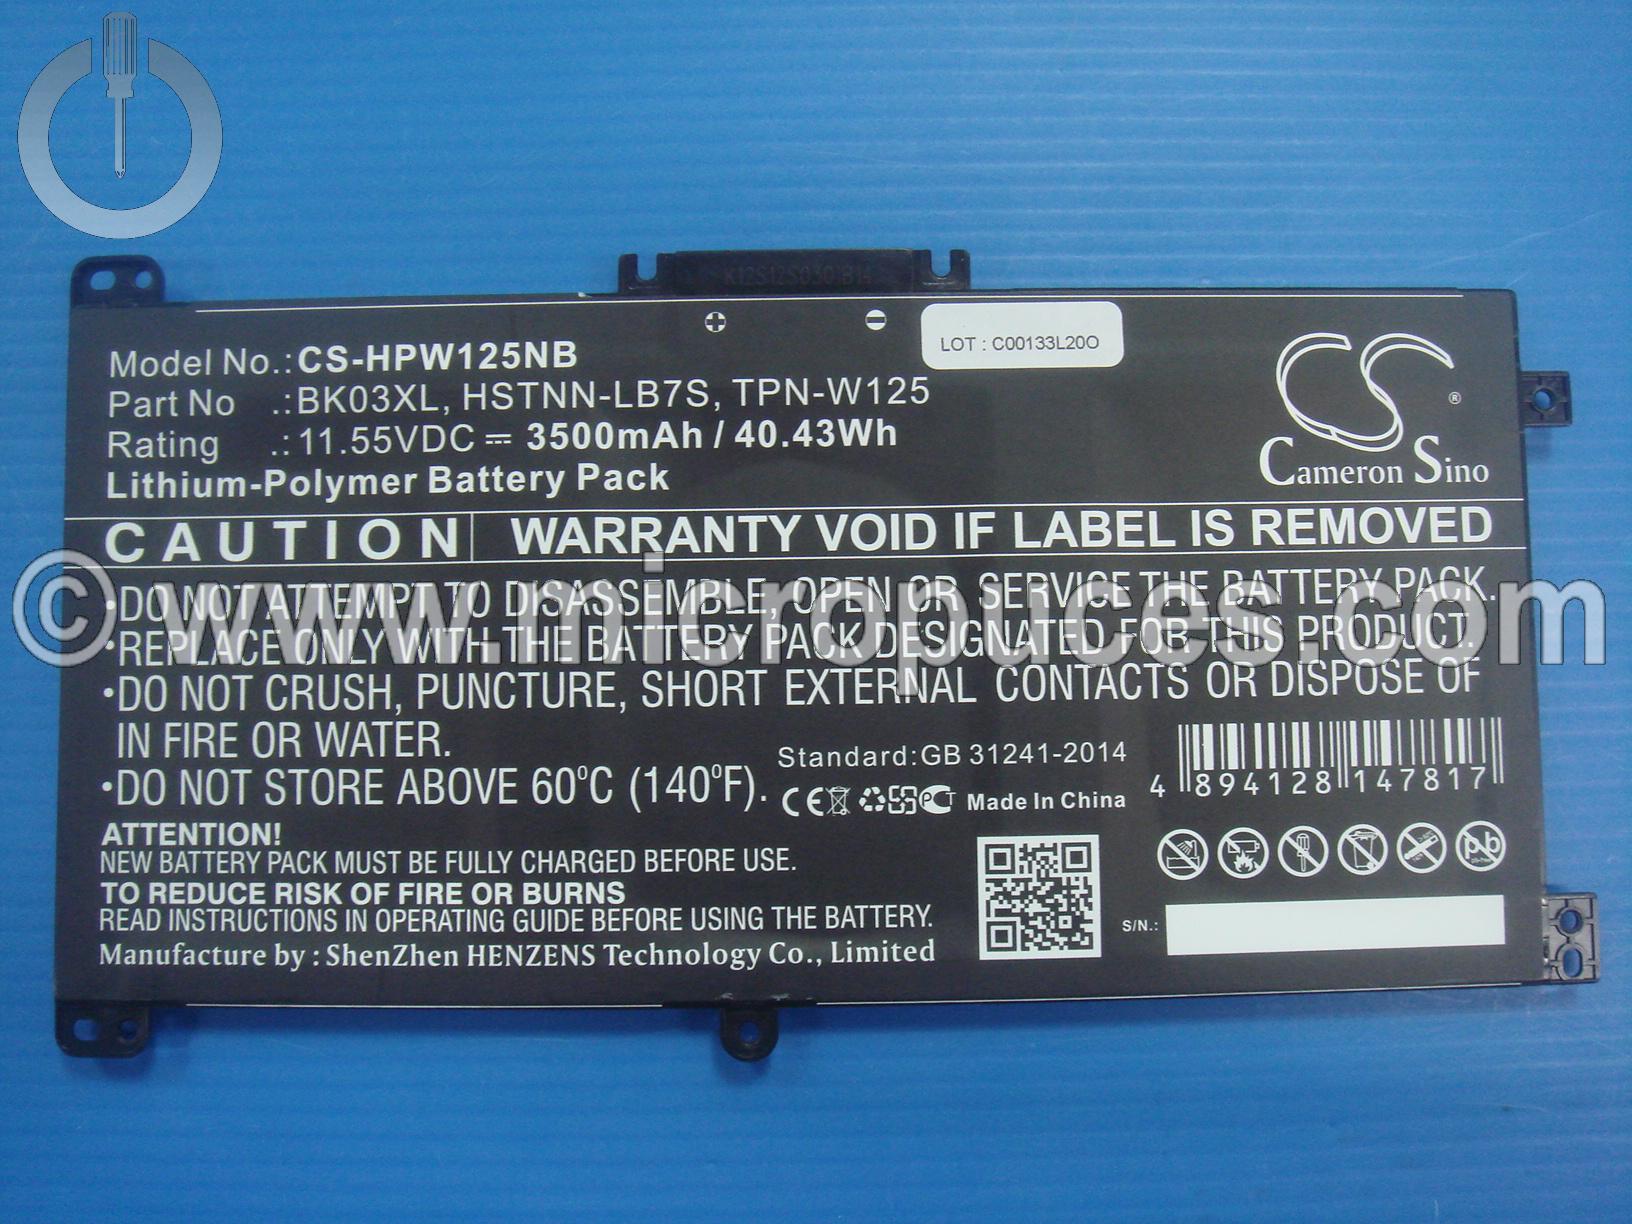 K12S12S030 B14
LOT : C00133L20O
Model No.: CS-HPW125NB
Part No .: BK03XL, HSTNN-LB7S, TPN-W125
Rating .: 11.55VDC ⎓ 3500mAh / 40.43Wh
Lithium-Polymer Battery Pack
®
Cameron Sino
CAUTION WARRANTY VOID IF LABEL IS REMOVED
•DO NOT ATTEMPT TO DISASSEMBLE, OPEN OR SERVICE THE BATTERY PACK.
© www.micropuces.com
•REPLACE ONLY WITH THE BATTERY PACK DESIGNATED FOR THIS PRODUCT.
•DO NOT CRUSH, PUNCTURE, SHORT EXTERNAL CONTACTS OR DISPOSE OF
IN FIRE OR WATER.
•DO NOT STORE ABOVE 60°C (140°F).
Standard:GB 31241-2014
CE PCT Made In China
4 894128 147817
ATTENTION!
NEW BATTERY PACK MUST BE FULLY CHARGED BEFORE USE.
TO REDUCE RISK OF FIRE OR BURNS
READ INSTRUCTIONS IN OPERATING GUIDE BEFORE USING THE BATTERY.
Manufacture by : ShenZhen HENZENS Technology Co., Limited
pb
S/N.: